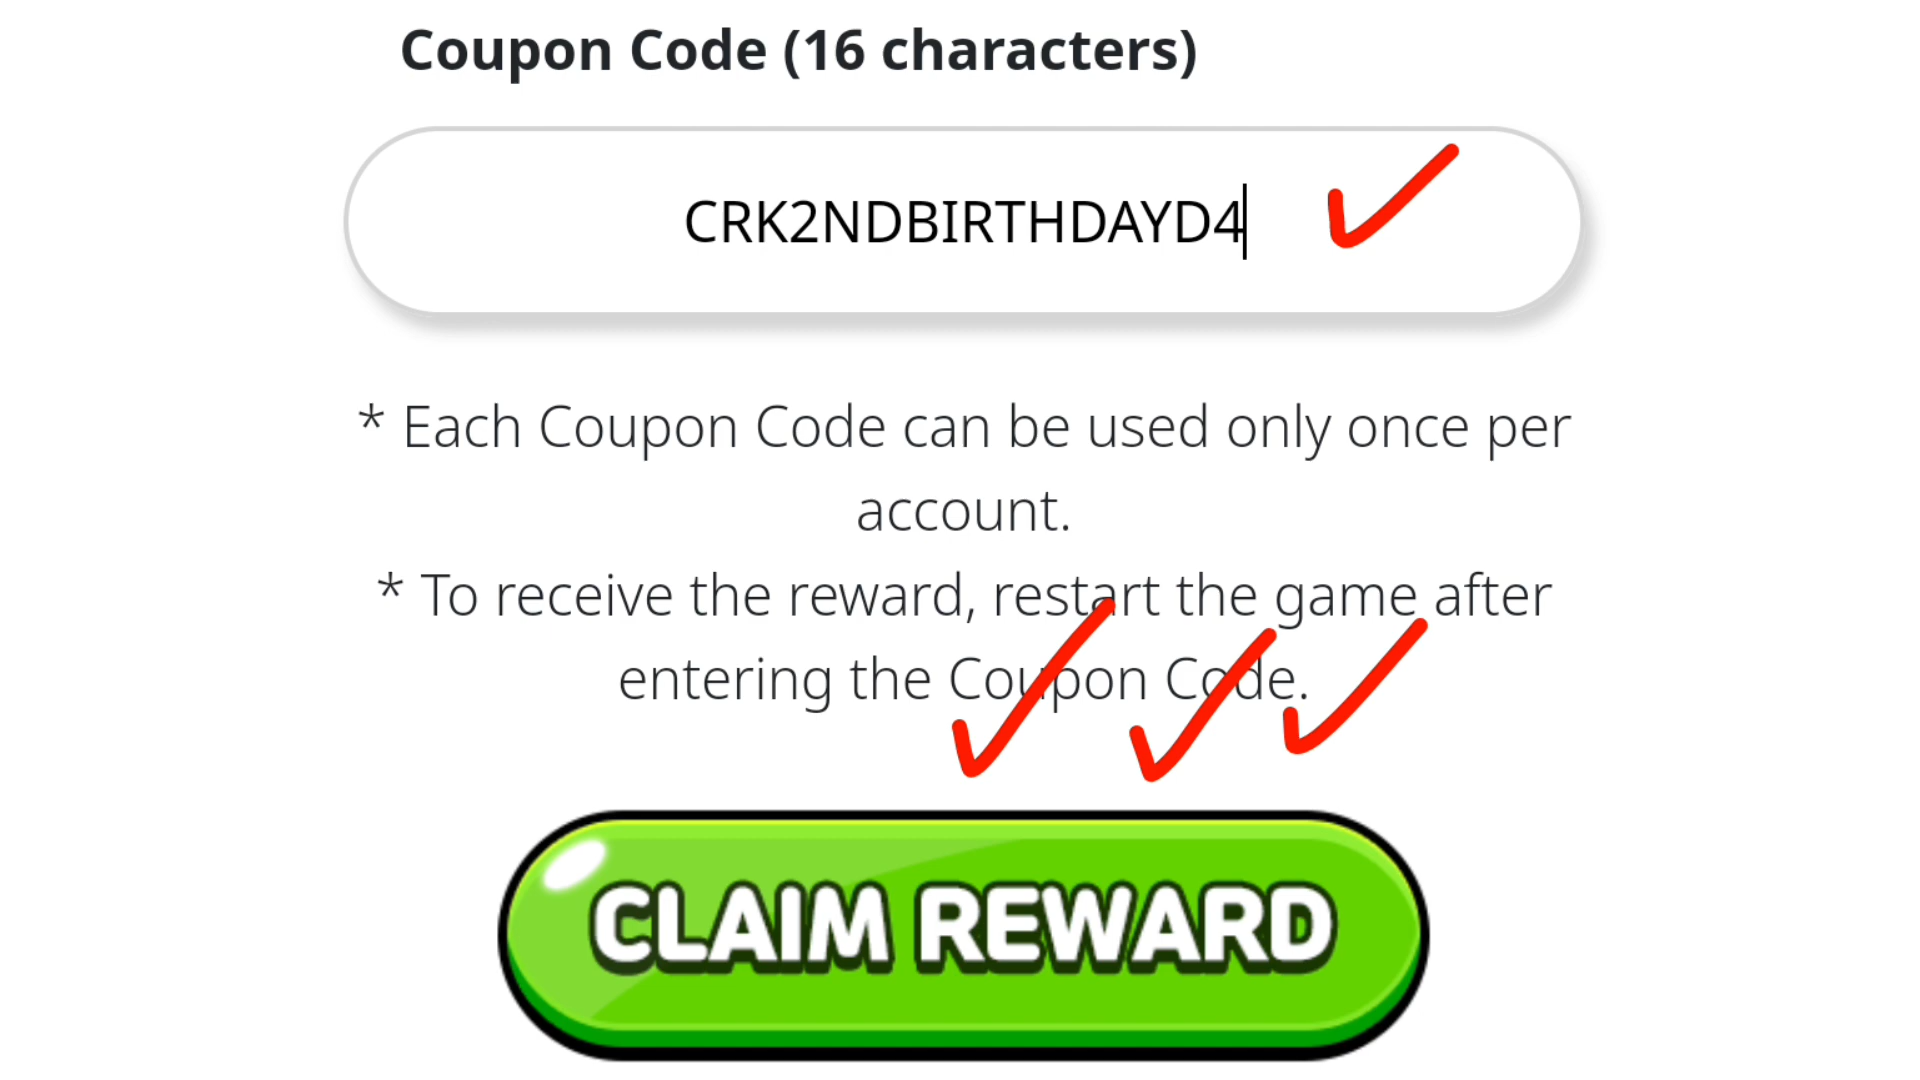 Coupon Code (16 characters)
CRK2NDBIRTHDAYD4
* Each Coupon Code can be used only once per
account.
* To receive the reward, restart the game after
entering the Coupon Code.
CLAIM REWARD